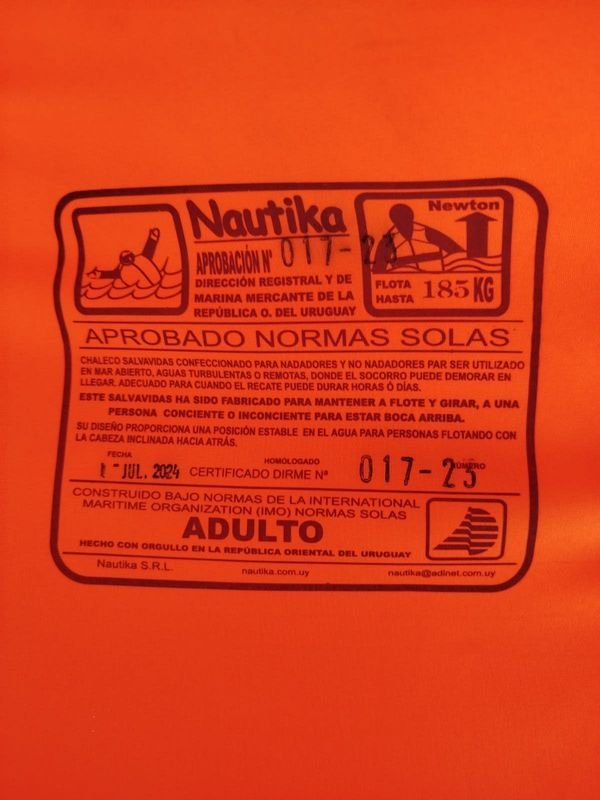 Nautika
Newton
APROBACIÓN Nº 017-23
DIRECCIÓN REGISTRAL Y DE
MARINA MERCANTE DE LA
REPÚBLICA O. DEL URUGUAY
FLOTA
HASTA 185 KG
APROBADO NORMAS SOLAS
CHALECO SALVAVIDAS CONFECCIONADO PARA NADADORES Y NO NADADORES PAR SER UTILIZADO
EN MAR ABIERTO, AGUAS TURBULENTAS O REMOTAS, DONDE EL SOCORRO PUEDE DEMORAR EN
LLEGAR. ADECUADO PARA CUANDO EL RECATE PUEDE DURAR HORAS Ó DÍAS.
ESTE SALVAVIDAS HA SIDO FABRICADO PARA MANTENER A FLOTE Y GIRAR, A UNA
PERSONA CONCIENTE O INCONCIENTE PARA ESTAR BOCA ARRIBA.
SU DISEÑO PROPORCIONA UNA POSICIÓN ESTABLE EN EL AGUA PARA PERSONAS FLOTANDO CON
LA CABEZA INCLINADA HACIA ATRÁS.
FECHA HOMOLOGADO NÚMERO
1 - JUL. 2024 CERTIFICADO DIRME Nº 017-23
CONSTRUIDO BAJO NORMAS DE LA INTERNATIONAL
MARITIME ORGANIZATION (IMO) NORMAS SOLAS
ADULTO
HECHO CON ORGULLO EN LA REPÚBLICA ORIENTAL DEL URUGUAY
Nautika S.R.L. nautika.com.uy nautika@adinet.com.uy